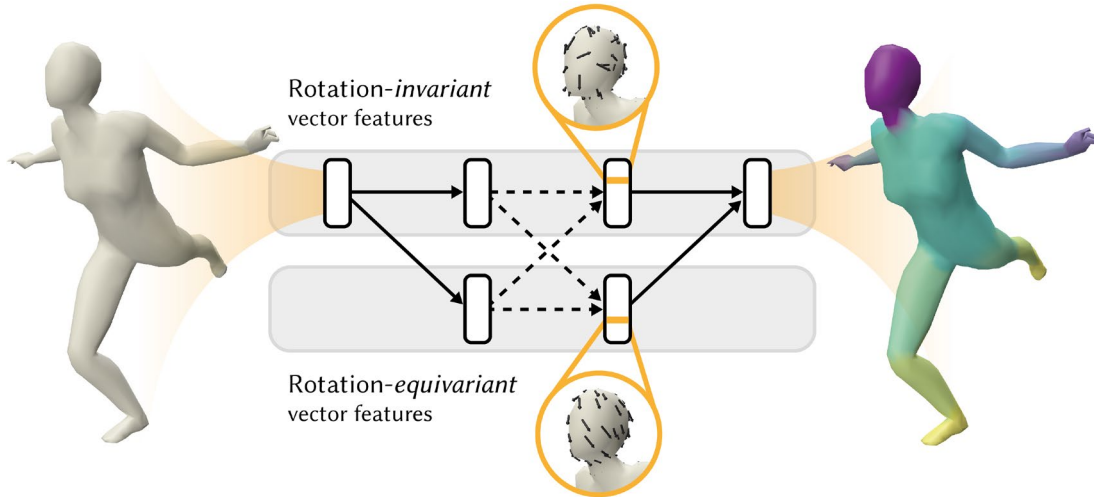 Rotation-invariant
vector features
Rotation-equivariant
vector features